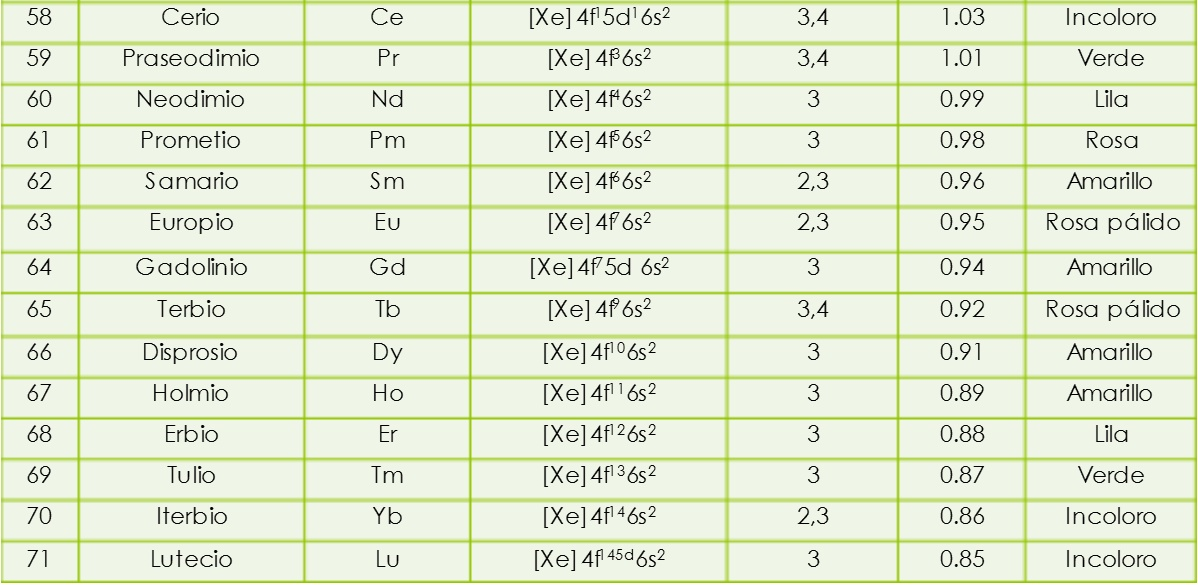 58 Cerio Ce [Xe] 4f¹5d¹6s² 3,4 1.03 Incoloro
59 Praseodimio Pr [Xe] 4f³6s² 3,4 1.01 Verde
60 Neodimio Nd [Xe] 4f⁴6s² 3 0.99 Lila
61 Prometio Pm [Xe] 4f⁵6s² 3 0.98 Rosa
62 Samario Sm [Xe] 4f⁶6s² 2,3 0.96 Amarillo
63 Europio Eu [Xe] 4f⁷6s² 2,3 0.95 Rosa pálido
64 Gadolinio Gd [Xe] 4f⁷5d 6s² 3 0.94 Amarillo
65 Terbio Tb [Xe] 4f⁹6s² 3,4 0.92 Rosa pálido
66 Disprosio Dy [Xe] 4f¹⁰6s² 3 0.91 Amarillo
67 Holmio Ho [Xe] 4f¹¹6s² 3 0.89 Amarillo
68 Erbio Er [Xe] 4f¹²6s² 3 0.88 Lila
69 Tulio Tm [Xe] 4f¹³6s² 3 0.87 Verde
70 Iterbio Yb [Xe] 4f¹⁴6s² 2,3 0.86 Incoloro
71 Lutecio Lu [Xe] 4f¹⁴⁵ᵈ6s² 3 0.85 Incoloro